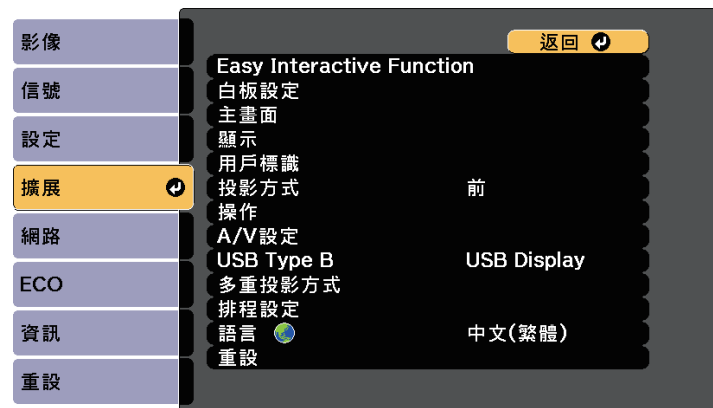 影像
信號
設定
擴展
網路
ECO
資訊
重設
返回
Easy Interactive Function
白板設定
主畫面
顯示
用戶標識
投影方式 前
操作
A/V設定
USB Type B USB Display
多重投影方式
排程設定
語言 中文(繁體)
重設